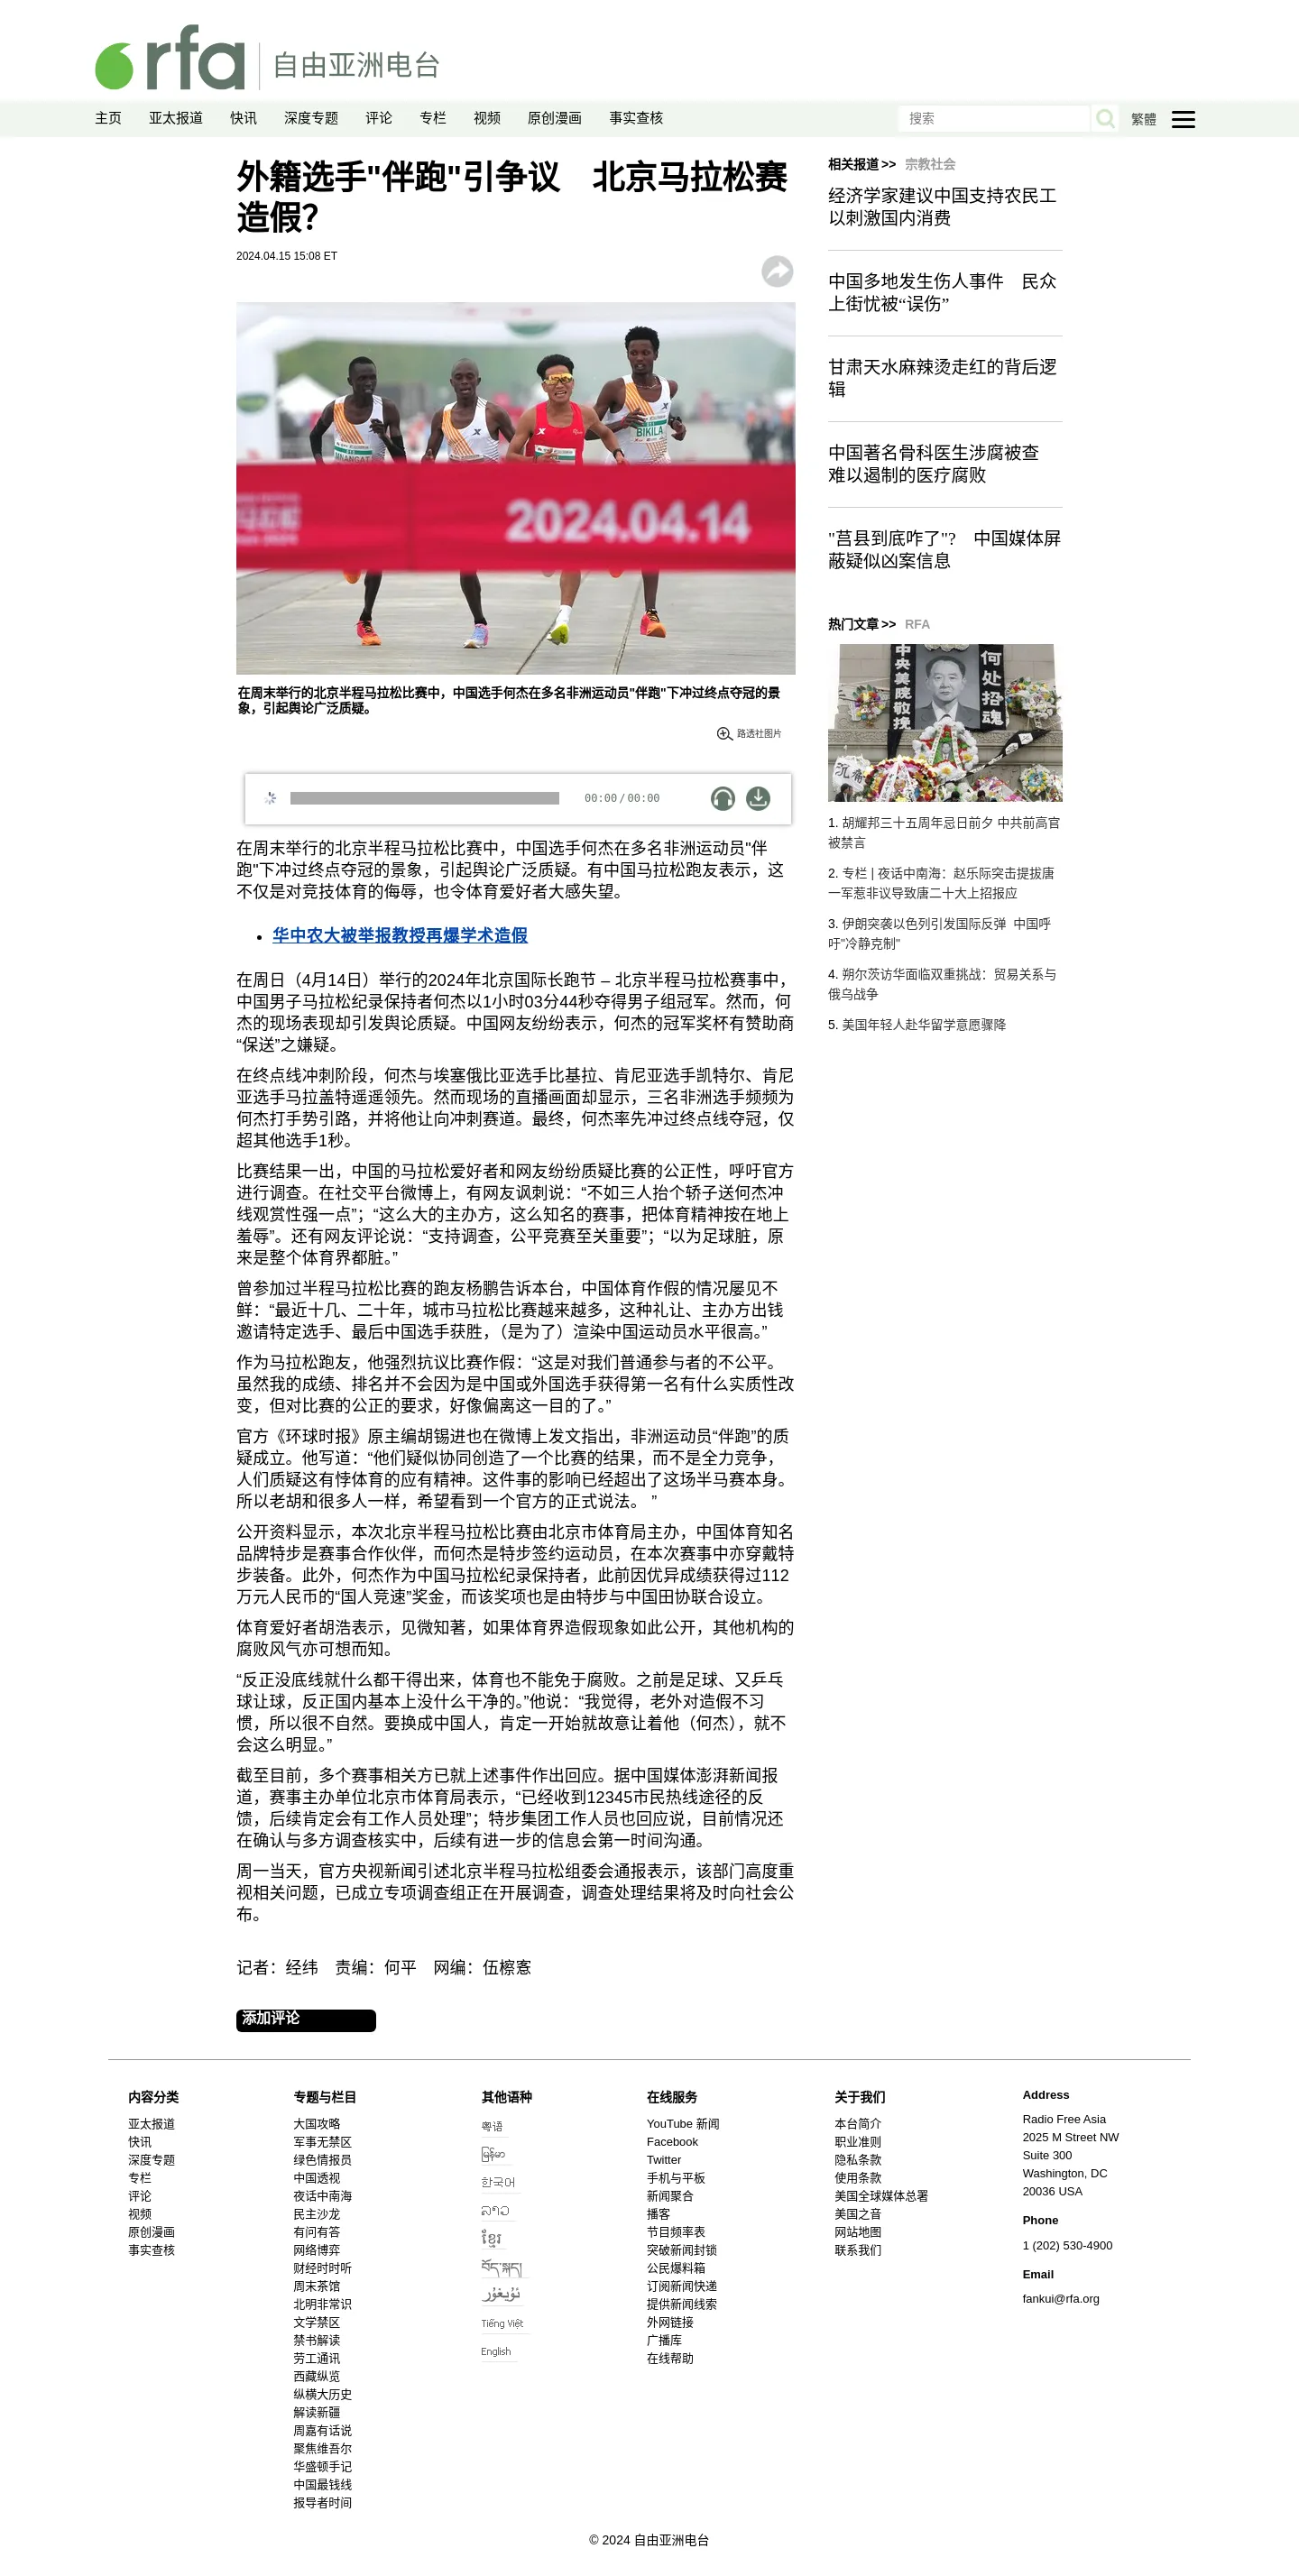 rfa
自由亚洲电台
主页 亚太报道 快讯 深度专题 评论 专栏 视频 原创漫画 事实查核
搜索
繁體
外籍选手"伴跑"引争议　北京马拉松赛
造假？
2024.04.15 15:08 ET
MANANGAT
BIKILA
2024.04.14
在周末举行的北京半程马拉松比赛中，中国选手何杰在多名非洲运动员"伴跑"下冲过终点夺冠的景
象，引起舆论广泛质疑。
路透社图片
00:00/00:00
在周末举行的北京半程马拉松比赛中，中国选手何杰在多名非洲运动员"伴
跑"下冲过终点夺冠的景象，引起舆论广泛质疑。有中国马拉松跑友表示，这
不仅是对竞技体育的侮辱，也令体育爱好者大感失望。
华中农大被举报教授再爆学术造假
在周日（4月14日）举行的2024年北京国际长跑节 – 北京半程马拉松赛事中，
中国男子马拉松纪录保持者何杰以1小时03分44秒夺得男子组冠军。然而，何
杰的现场表现却引发舆论质疑。中国网友纷纷表示，何杰的冠军奖杯有赞助商
“保送”之嫌疑。
在终点线冲刺阶段，何杰与埃塞俄比亚选手比基拉、肯尼亚选手凯特尔、肯尼
亚选手马拉盖特遥遥领先。然而现场的直播画面却显示，三名非洲选手频频为
何杰打手势引路，并将他让向冲刺赛道。最终，何杰率先冲过终点线夺冠，仅
超其他选手1秒。
比赛结果一出，中国的马拉松爱好者和网友纷纷质疑比赛的公正性，呼吁官方
进行调查。在社交平台微博上，有网友讽刺说：“不如三人抬个轿子送何杰冲
线观赏性强一点”；“这么大的主办方，这么知名的赛事，把体育精神按在地上
羞辱”。还有网友评论说：“支持调查，公平竞赛至关重要”；“以为足球脏，原
来是整个体育界都脏。”
曾参加过半程马拉松比赛的跑友杨鹏告诉本台，中国体育作假的情况屡见不
鲜：“最近十几、二十年，城市马拉松比赛越来越多，这种礼让、主办方出钱
邀请特定选手、最后中国选手获胜，（是为了）渲染中国运动员水平很高。”
作为马拉松跑友，他强烈抗议比赛作假：“这是对我们普通参与者的不公平。
虽然我的成绩、排名并不会因为是中国或外国选手获得第一名有什么实质性改
变，但对比赛的公正的要求，好像偏离这一目的了。”
官方《环球时报》原主编胡锡进也在微博上发文指出，非洲运动员“伴跑”的质
疑成立。他写道：“他们疑似协同创造了一个比赛的结果，而不是全力竞争，
人们质疑这有悖体育的应有精神。这件事的影响已经超出了这场半马赛本身。
所以老胡和很多人一样，希望看到一个官方的正式说法。 ”
公开资料显示，本次北京半程马拉松比赛由北京市体育局主办，中国体育知名
品牌特步是赛事合作伙伴，而何杰是特步签约运动员，在本次赛事中亦穿戴特
步装备。此外，何杰作为中国马拉松纪录保持者，此前因优异成绩获得过112
万元人民币的“国人竞速”奖金，而该奖项也是由特步与中国田协联合设立。
体育爱好者胡浩表示，见微知著，如果体育界造假现象如此公开，其他机构的
腐败风气亦可想而知。
“反正没底线就什么都干得出来，体育也不能免于腐败。之前是足球、又乒乓
球让球，反正国内基本上没什么干净的。”他说：“我觉得，老外对造假不习
惯，所以很不自然。要换成中国人，肯定一开始就故意让着他（何杰），就不
会这么明显。”
截至目前，多个赛事相关方已就上述事件作出回应。据中国媒体澎湃新闻报
道，赛事主办单位北京市体育局表示，“已经收到12345市民热线途径的反
馈，后续肯定会有工作人员处理”；特步集团工作人员也回应说，目前情况还
在确认与多方调查核实中，后续有进一步的信息会第一时间沟通。
周一当天，官方央视新闻引述北京半程马拉松组委会通报表示，该部门高度重
视相关问题，已成立专项调查组正在开展调查，调查处理结果将及时向社会公
布。
记者：经纬　责编：何平　网编：伍檫愙
添加评论
相关报道 >> 宗教社会
经济学家建议中国支持农民工
以刺激国内消费
中国多地发生伤人事件　民众
上街忧被“误伤”
甘肃天水麻辣烫走红的背后逻
辑
中国著名骨科医生涉腐被查
难以遏制的医疗腐败
"莒县到底咋了"?　中国媒体屏
蔽疑似凶案信息
热门文章 >> RFA
中央美院敬挽
何处招魂
沉痛
1. 胡耀邦三十五周年忌日前夕 中共前高官
被禁言
2. 专栏 | 夜话中南海：赵乐际突击提拔唐
一军惹非议导致唐二十大上招报应
3. 伊朗突袭以色列引发国际反弹 中国呼
吁"冷静克制"
4. 朔尔茨访华面临双重挑战：贸易关系与
俄乌战争
5. 美国年轻人赴华留学意愿骤降
内容分类
亚太报道
快讯
深度专题
专栏
评论
视频
原创漫画
事实查核
专题与栏目
大国攻略
军事无禁区
绿色情报员
中国透视
夜话中南海
民主沙龙
有问有答
网络博弈
财经时时听
周末茶馆
北明非常识
文学禁区
禁书解读
劳工通讯
西藏纵览
纵横大历史
解读新疆
周嘉有话说
聚焦维吾尔
华盛顿手记
中国最钱线
报导者时间
其他语种
粤语
မြန်မာ
한국어
ລາວ
ខ្មែរ
བོད་སྐད།
ئۇيغۇر
Tiếng Việt
English
在线服务
YouTube 新闻
Facebook
Twitter
手机与平板
新闻聚合
播客
节目频率表
突破新闻封锁
公民爆料箱
订阅新闻快递
提供新闻线索
外网链接
广播库
在线帮助
关于我们
本台简介
职业准则
隐私条款
使用条款
美国全球媒体总署
美国之音
网站地图
联系我们
Address
Radio Free Asia
2025 M Street NW
Suite 300
Washington, DC
20036 USA
Phone
1 (202) 530-4900
Email
fankui@rfa.org
© 2024 自由亚洲电台